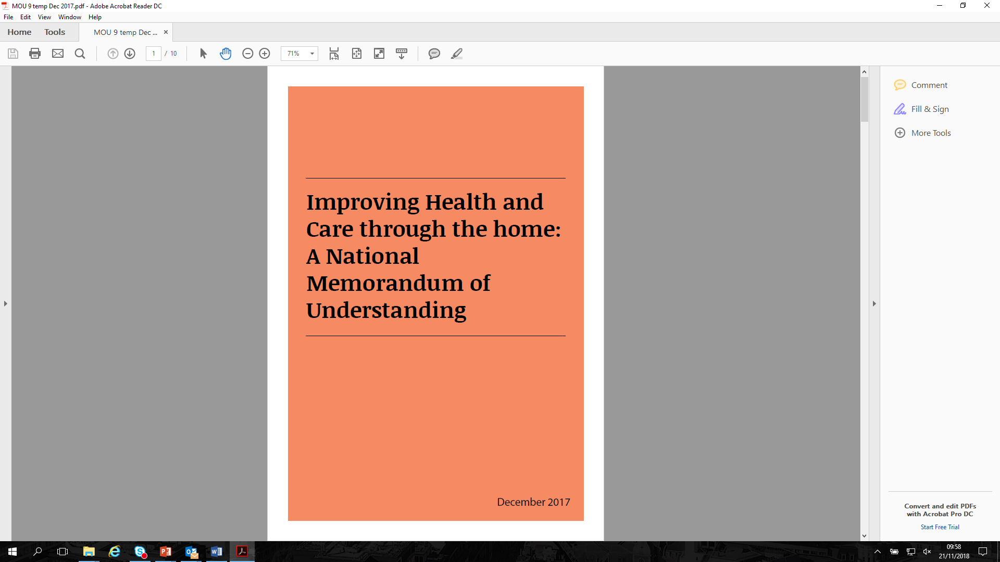 MOU 9 temp Dec 2017.pdf - Adobe Acrobat Reader DC
File Edit View Window Help
Home Tools MOU 9 temp Dec ... ×
1 / 10 71%
Comment
Fill & Sign
More Tools
Improving Health and
Care through the home:
A National
Memorandum of
Understanding
December 2017
Convert and edit PDFs
with Acrobat Pro DC
Start Free Trial
09:58
21/11/2018